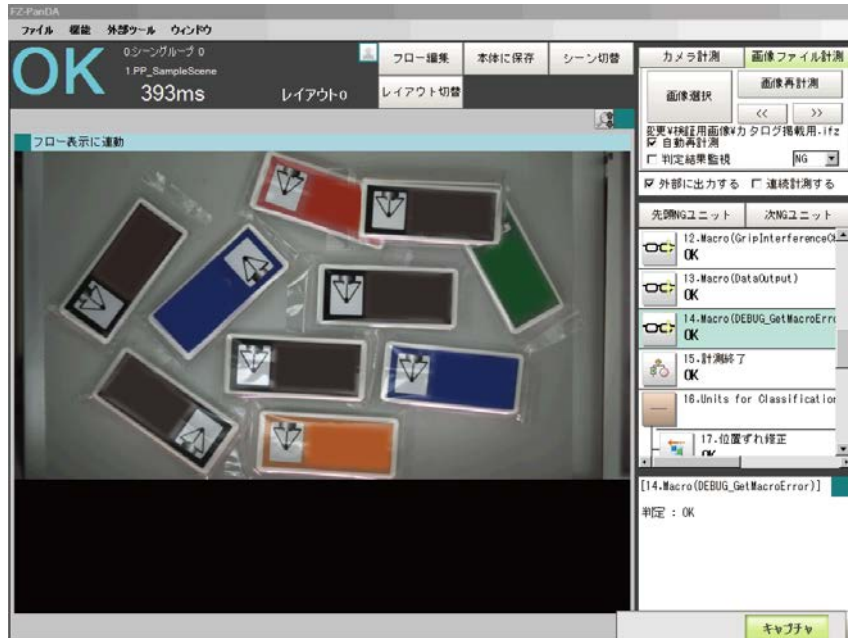 FZ-PanDA
ファイル 機能 外部ツール ウィンドウ
OK
0.シーングループ 0
1.PP_SampleScene
393ms
レイアウト0
フロー編集
本体に保存
シーン切替
レイアウト切替
フロー表示に連動
カメラ計測
画像ファイル計測
画像選択
画像再計測
<<
>>
変更¥検証用画像¥カタログ掲載用.ifz
自動再計測
判定結果監視
NG
外部に出力する
連続計測する
先頭NGユニット
次NGユニット
12.Macro(GripInterferenceCh
OK
13.Macro(DataOutput)
OK
14.Macro(DEBUG_GetMacroErro
OK
15.計測終了
OK
16.Units for Classification
17.位置ずれ修正
OK
[14.Macro(DEBUG_GetMacroError)]
判定 : OK
キャプチャ